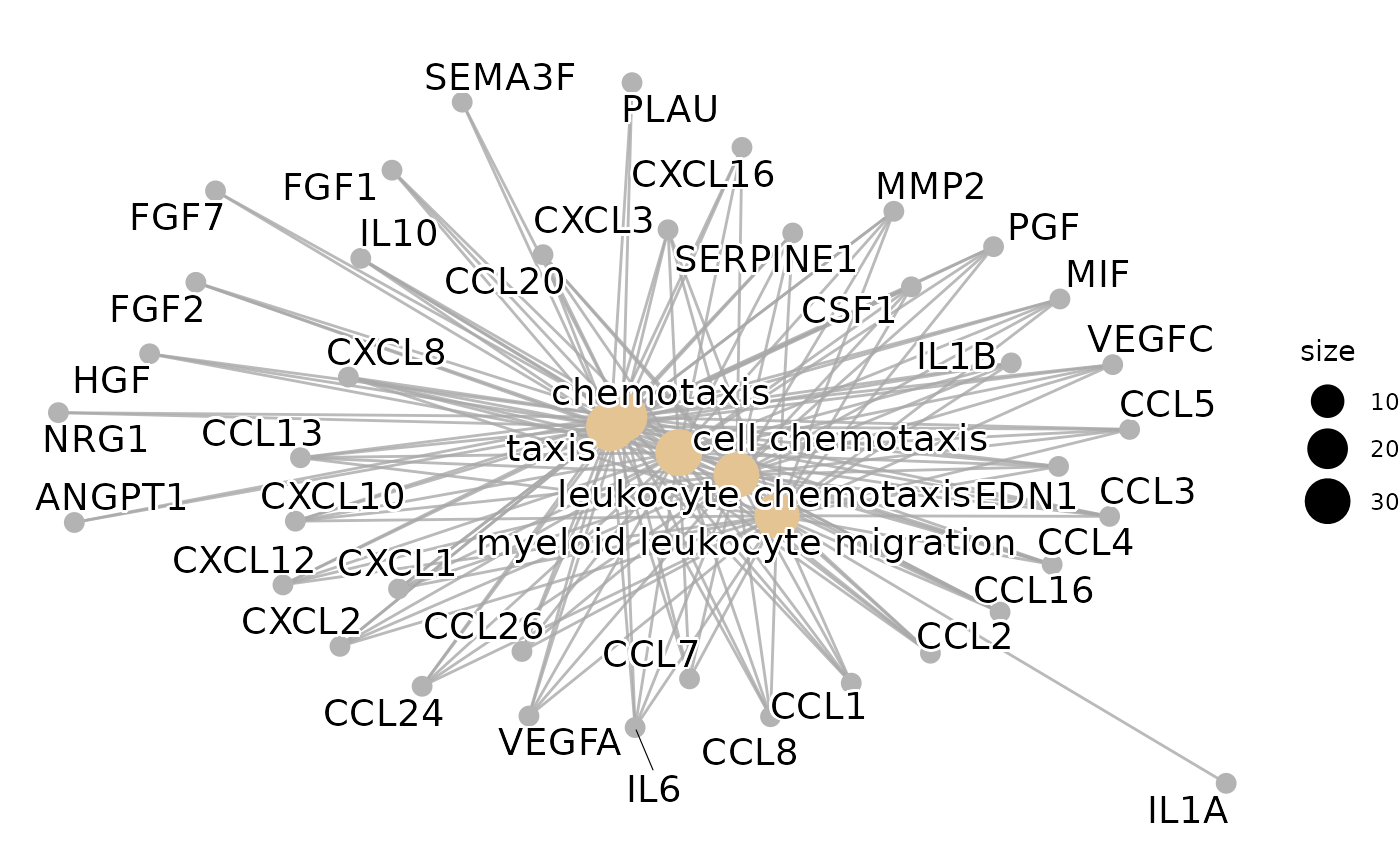 SEMA3F
PLAU
CXCL16
FGF1
MMP2
FGF7
CXCL3
PGF
IL10
SERPINE1
MIF
CCL20
FGF2
CSF1
VEGFC
size
CXCL8
IL1B
HGF
chemotaxis
CCL5
10
NRG1
CCL13
taxis
cell chemotaxis
20
ANGPT1
CXCL10
leukocyte chemotaxis
EDN1
CCL3
30
myeloid leukocyte migration
CCL4
CXCL12
CXCL1
CCL16
CXCL2
CCL26
CCL2
CCL7
CCL24
CCL1
VEGFA
CCL8
IL6
IL1A